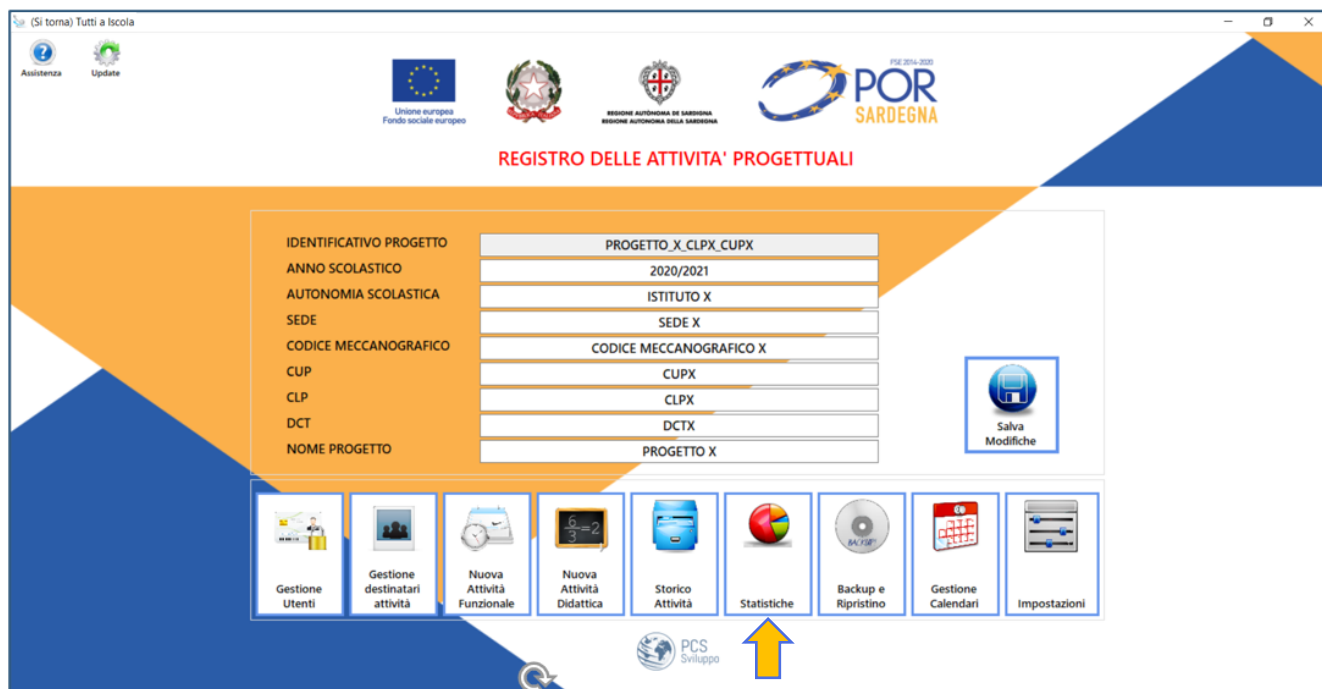 (Si torna) Tutti a Iscola
Assistenza
Update
Unione europea
Fondo sociale europeo
REGIONE AUTÒNOMA DE SARDIGNA
REGIONE AUTONOMA DELLA SARDEGNA
FSE 2014-2020
POR
SARDEGNA
REGISTRO DELLE ATTIVITA' PROGETTUALI
IDENTIFICATIVO PROGETTO PROGETTO_X_CLPX_CUPX
ANNO SCOLASTICO 2020/2021
AUTONOMIA SCOLASTICA ISTITUTO X
SEDE SEDE X
CODICE MECCANOGRAFICO CODICE MECCANOGRAFICO X
CUP CUPX
CLP CLPX
DCT DCTX
NOME PROGETTO PROGETTO X
Salva
Modifiche
Gestione
Utenti
Gestione
destinatari
attività
Nuova
Attività
Funzionale
6/3=2
Nuova
Attività
Didattica
Storico
Attività
Statistiche
BACKUP
Backup e
Ripristino
Gestione
Calendari
Impostazioni
PCS
Sviluppo